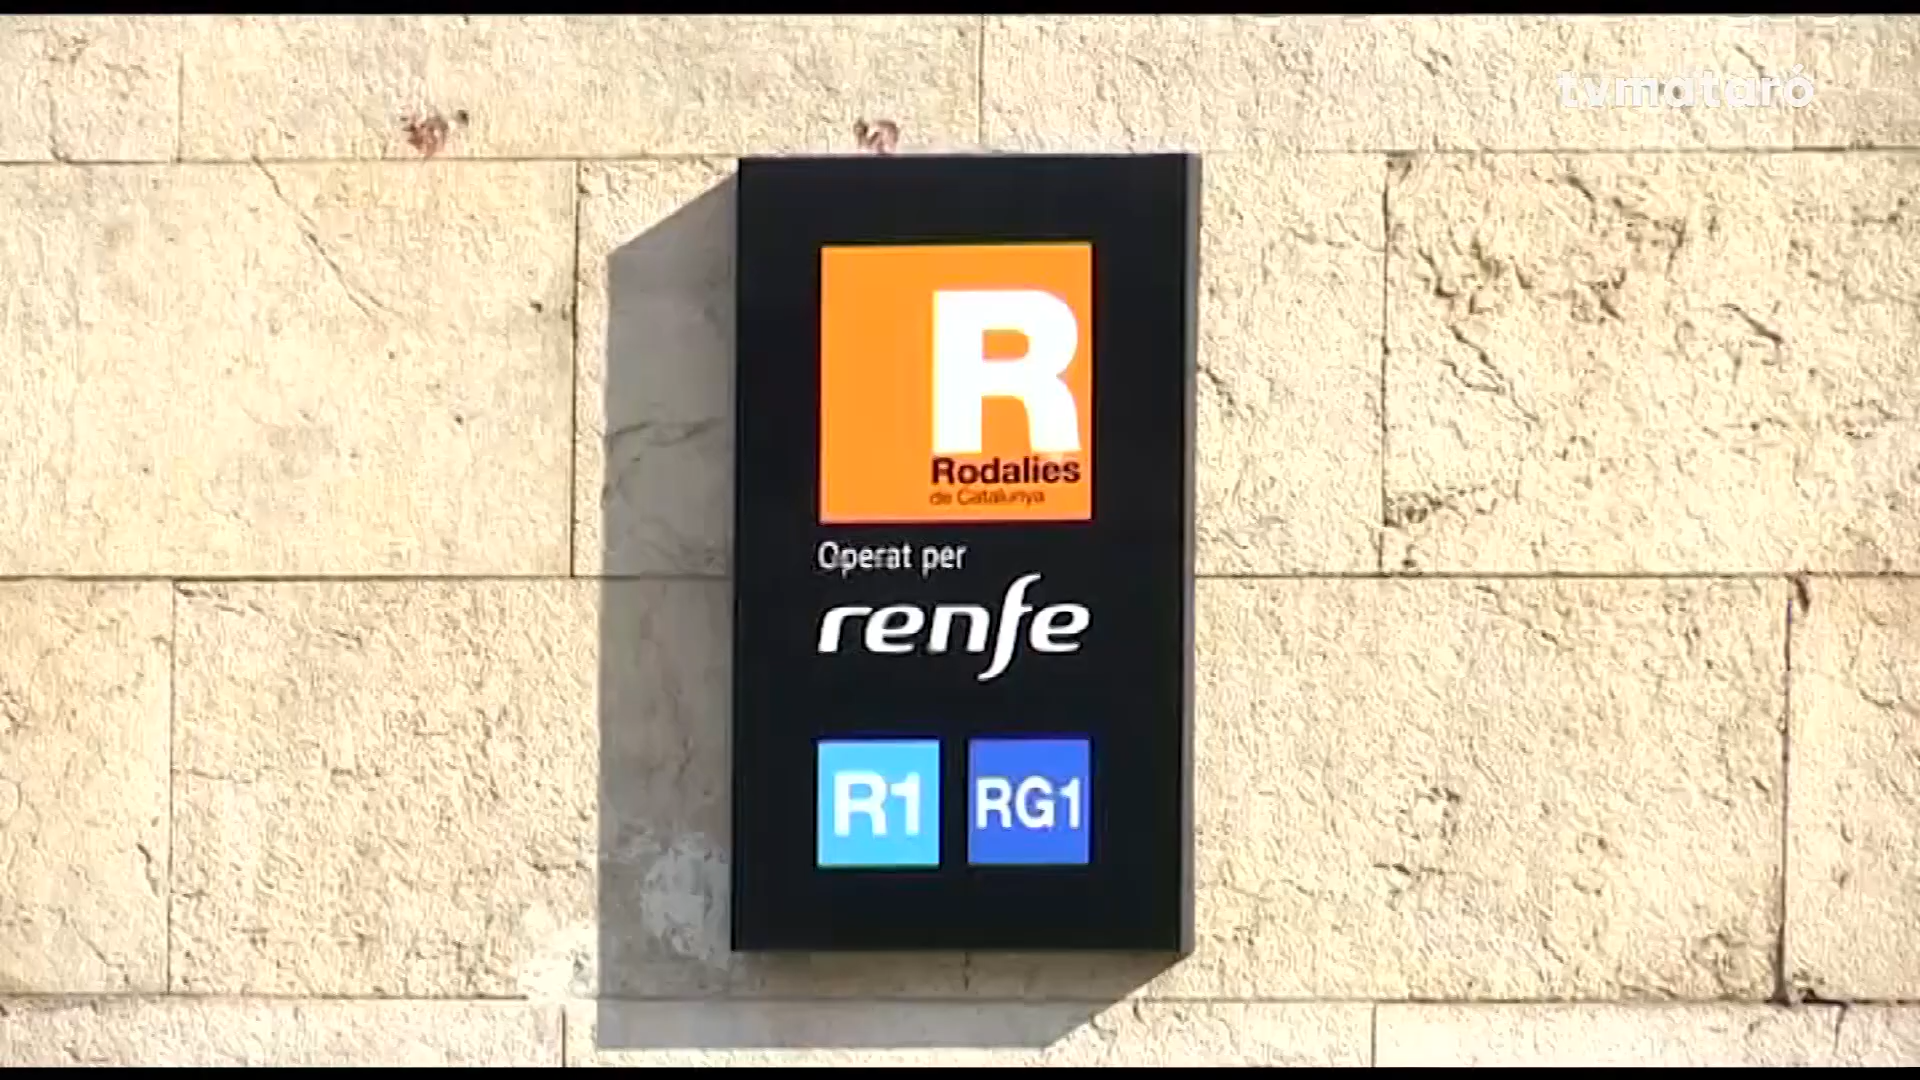 tvmataró
R
Rodalies
de Catalunya
Operat per
renfe
R1 RG1